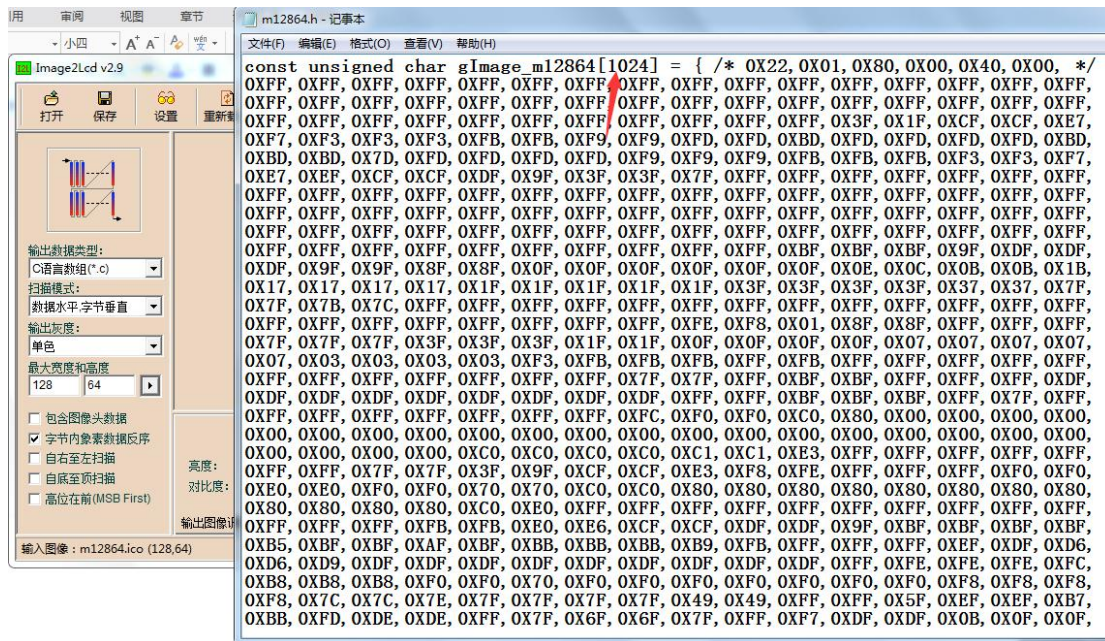 用 审阅 视图 章节
小四 A+ A- wén 变
Image2Lcd v2.9
打开 保存 设置
输出数据类型:
C语言数组(*.c)
扫描模式:
数据水平,字节垂直
输出灰度:
单色
最大宽度和高度
128 64
包含图像头数据
字节内象素数据反序
自右至左扫描
自底至顶扫描
高位在前(MSB First)
亮度:
对比度:
输出图像
输入图像:m12864.ico (128,64)
m12864.h - 记事本
文件(F) 编辑(E) 格式(O) 查看(V) 帮助(H)
const unsigned char gImage_m12864[1024] = { /* 0X22,0X01,0X80,0X00,0X40,0X00, */
0XFF,0XFF,0XFF,0XFF,0XFF,0XFF,0XFF,0XFF,0XFF,0XFF,0XFF,0XFF,0XFF,0XFF,0XFF,0XFF,
0XFF,0XFF,0XFF,0XFF,0XFF,0XFF,0XFF,0XFF,0XFF,0XFF,0XFF,0XFF,0XFF,0XFF,0XFF,0XFF,
0XFF,0XFF,0XFF,0XFF,0XFF,0XFF,0XFF,0XFF,0XFF,0XFF,0XFF,0X3F,0X1F,0XCF,0XCF,0XE7,
0XF7,0XF3,0XF3,0XF3,0XFB,0XFB,0XF9,0XF9,0XFD,0XFD,0XBD,0XFD,0XFD,0XFD,0XFD,0XBD,
0XBD,0XBD,0X7D,0XFD,0XFD,0XFD,0XFD,0XF9,0XF9,0XF9,0XFB,0XFB,0XFB,0XF3,0XF3,0XF7,
0XE7,0XEF,0XCF,0XCF,0XDF,0X9F,0X3F,0X3F,0X7F,0XFF,0XFF,0XFF,0XFF,0XFF,0XFF,0XFF,
0XFF,0XFF,0XFF,0XFF,0XFF,0XFF,0XFF,0XFF,0XFF,0XFF,0XFF,0XFF,0XFF,0XFF,0XFF,0XFF,
0XFF,0XFF,0XFF,0XFF,0XFF,0XFF,0XFF,0XFF,0XFF,0XFF,0XFF,0XFF,0XFF,0XFF,0XFF,0XFF,
0XFF,0XFF,0XFF,0XFF,0XFF,0XFF,0XFF,0XFF,0XFF,0XFF,0XFF,0XFF,0XFF,0XFF,0XFF,0XFF,
0XFF,0XFF,0XFF,0XFF,0XFF,0XFF,0XFF,0XFF,0XFF,0XFF,0XBF,0XBF,0XBF,0X9F,0XDF,0XDF,
0XDF,0X9F,0X9F,0X8F,0X8F,0X0F,0X0F,0X0F,0X0F,0X0F,0X0F,0X0E,0X0C,0X0B,0X0B,0X1B,
0X17,0X17,0X17,0X17,0X1F,0X1F,0X1F,0X1F,0X1F,0X3F,0X3F,0X3F,0X3F,0X37,0X37,0X7F,
0X7F,0X7B,0X7C,0XFF,0XFF,0XFF,0XFF,0XFF,0XFF,0XFF,0XFF,0XFF,0XFF,0XFF,0XFF,0XFF,
0XFF,0XFF,0XFF,0XFF,0XFF,0XFF,0XFF,0XFF,0XFE,0XF8,0X01,0X8F,0X8F,0XFF,0XFF,0XFF,
0X7F,0X7F,0X7F,0X3F,0X3F,0X3F,0X1F,0X1F,0X0F,0X0F,0X0F,0X0F,0X07,0X07,0X07,0X07,
0X07,0X03,0X03,0X03,0X03,0XF3,0XFB,0XFB,0XFB,0XFF,0XFB,0XFF,0XFF,0XFF,0XFF,0XFF,
0XFF,0XFF,0XFF,0XFF,0XFF,0XFF,0XFF,0X7F,0X7F,0XFF,0XBF,0XBF,0XFF,0XFF,0XFF,0XDF,
0XDF,0XDF,0XDF,0XDF,0XDF,0XDF,0XDF,0XDF,0XFF,0XFF,0XBF,0XBF,0XBF,0XFF,0X7F,0XFF,
0XFF,0XFF,0XFF,0XFF,0XFF,0XFF,0XFF,0XFC,0XF0,0XF0,0XC0,0X80,0X00,0X00,0X00,0X00,
0X00,0X00,0X00,0X00,0X00,0X00,0X00,0X00,0X00,0X00,0X00,0X00,0X00,0X00,0X00,0X00,
0X00,0X00,0X00,0X00,0XC0,0XC0,0XC0,0XC0,0XC1,0XC1,0XE3,0XFF,0XFF,0XFF,0XFF,0XFF,
0XFF,0XFF,0X7F,0X7F,0X3F,0X9F,0XCF,0XCF,0XE3,0XF8,0XFE,0XFF,0XFF,0XFF,0XF0,0XF0,
0XE0,0XE0,0XF0,0XF0,0X70,0X70,0XC0,0XC0,0X80,0X80,0X80,0X80,0X80,0X80,0X80,0X80,
0X80,0X80,0X80,0X80,0XC0,0XE0,0XFF,0XFF,0XFF,0XFF,0XFF,0XFF,0XFF,0XFF,0XFF,0XFF,
0XFF,0XFF,0XFF,0XFB,0XFB,0XE0,0XE6,0XCF,0XCF,0XDF,0XDF,0X9F,0XBF,0XBF,0XBF,0XBF,
0XB5,0XBF,0XBF,0XAF,0XBF,0XBB,0XBB,0XBB,0XB9,0XFB,0XFF,0XFF,0XFF,0XEF,0XDF,0XD6,
0XD6,0XD9,0XDF,0XDF,0XDF,0XDF,0XDF,0XDF,0XDF,0XDF,0XDF,0XFF,0XFE,0XFE,0XFE,0XFC,
0XB8,0XB8,0XB8,0XF0,0XF0,0X70,0XF0,0XF0,0XF0,0XF0,0XF0,0XF0,0XF0,0XF8,0XF8,0XF8,
0XF8,0X7C,0X7C,0X7E,0X7F,0X7F,0X7F,0X7F,0X49,0X49,0XFF,0XFF,0X5F,0XEF,0XEF,0XB7,
0XBB,0XFD,0XDE,0XDE,0XFF,0X7F,0X6F,0X6F,0X7F,0XFF,0XF7,0XDF,0XDF,0X0B,0X0F,0X0F,